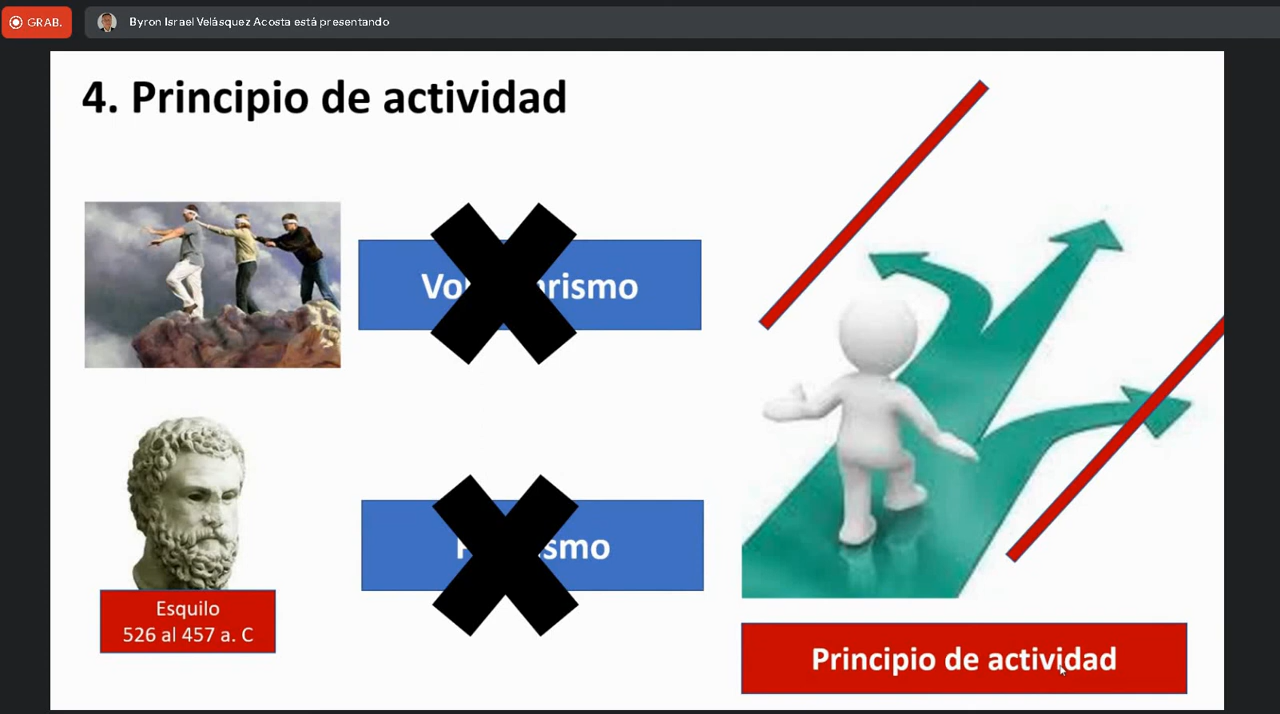 GRAB.
Byron Israel Velásquez Acosta está presentando
4. Principio de actividad
Esquilo
526 al 457 a. C
Principio de actividad